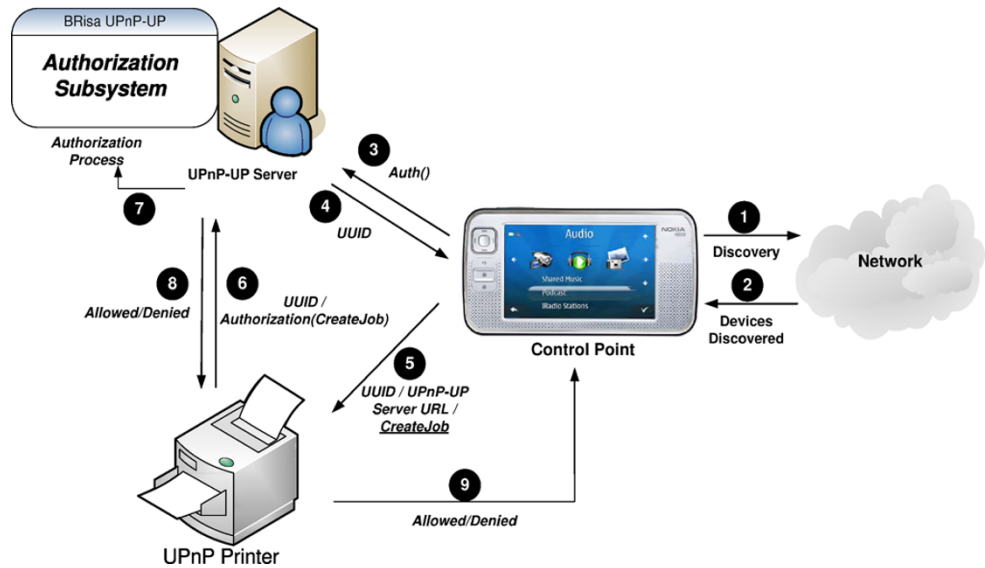 BRisa UPnP-UP
Authorization
Subsystem
Authorization
Process
UPnP-UP Server
7
3
Auth()
4
UUID
1
Discovery
Network
2
Devices
Discovered
Audio
NOKIA
Shared Music
Podcast
IRadio Stations
Control Point
8
Allowed/Denied
6
UUID /
Authorization(CreateJob)
5
UUID / UPnP-UP
Server URL /
CreateJob
9
Allowed/Denied
UPnP Printer